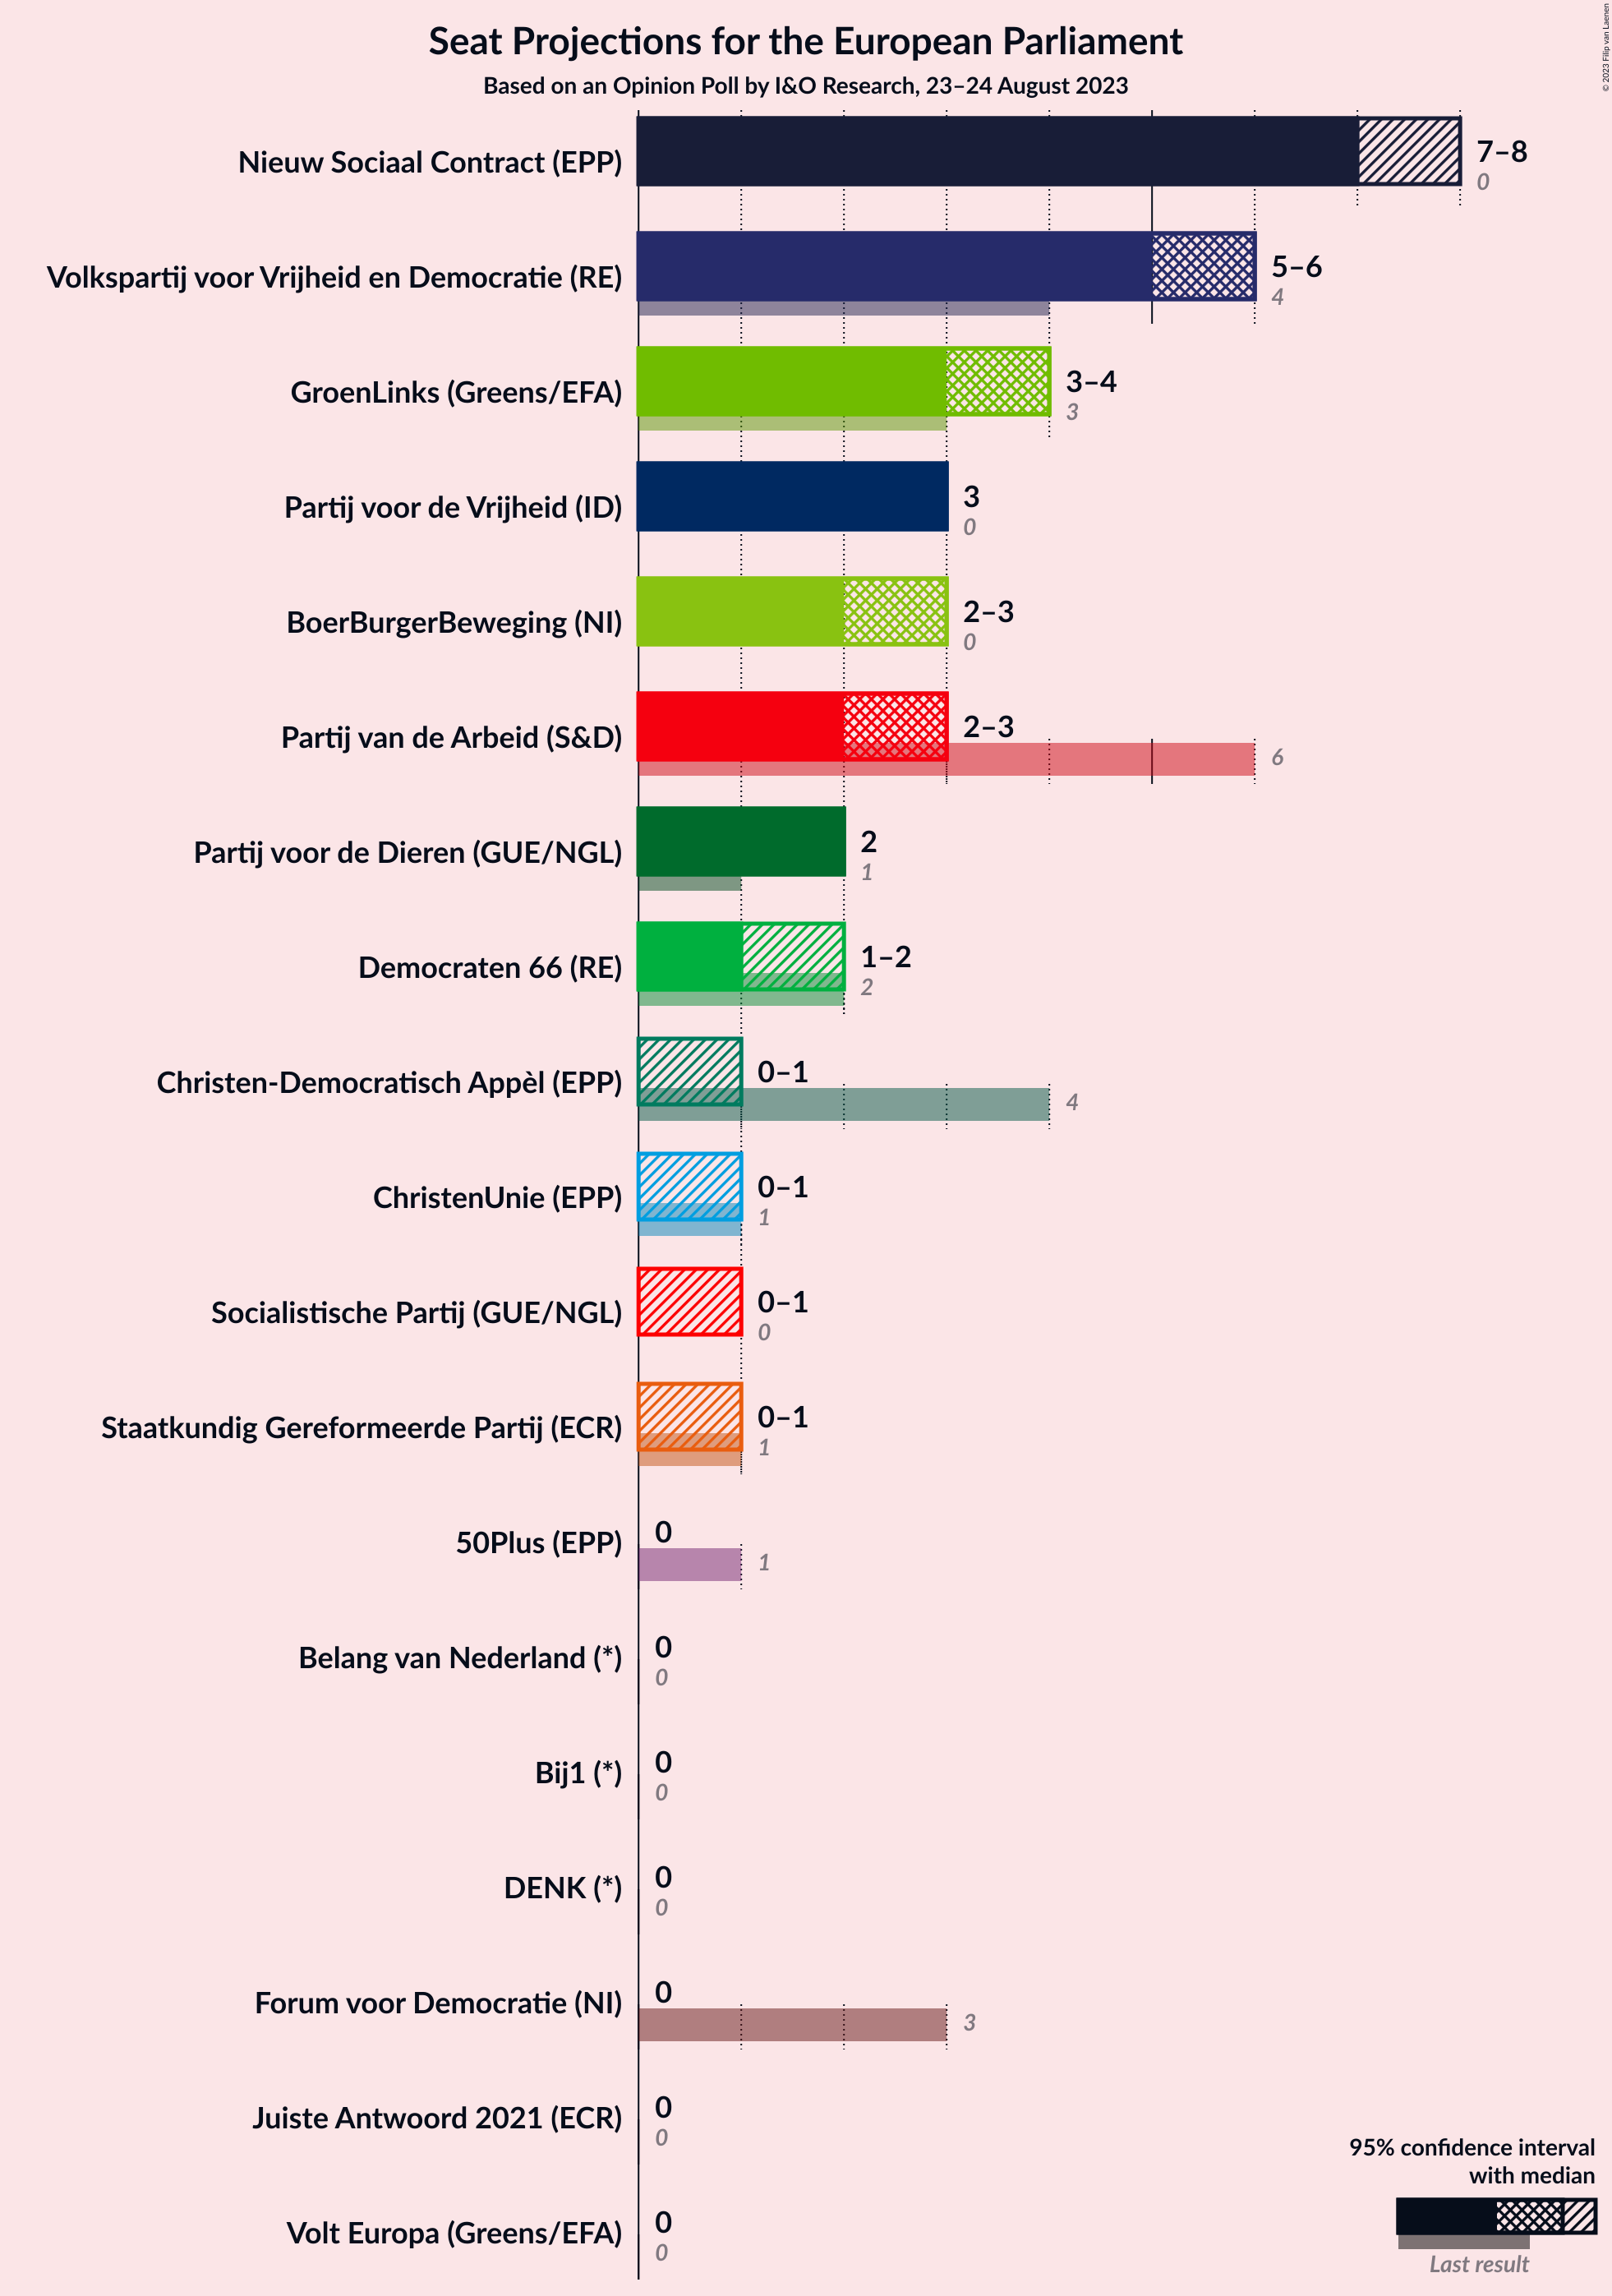 Seat Projections for the European Parliament
Based on an Opinion Poll by I&O Research, 23–24 August 2023
© 2023 Filip van Laenen
Nieuw Sociaal Contract (EPP)
7–8
0
Volkspartij voor Vrijheid en Democratie (RE)
5–6
4
GroenLinks (Greens/EFA)
3–4
3
Partij voor de Vrijheid (ID)
3
0
BoerBurgerBeweging (NI)
2–3
0
Partij van de Arbeid (S&D)
2–3
6
Partij voor de Dieren (GUE/NGL)
2
1
Democraten 66 (RE)
1–2
2
Christen-Democratisch Appèl (EPP)
0–1
4
ChristenUnie (EPP)
0–1
1
Socialistische Partij (GUE/NGL)
0–1
0
Staatkundig Gereformeerde Partij (ECR)
0–1
1
50Plus (EPP)
0
1
Belang van Nederland (*)
0
0
Bij1 (*)
0
0
DENK (*)
0
0
Forum voor Democratie (NI)
0
3
Juiste Antwoord 2021 (ECR)
0
0
Volt Europa (Greens/EFA)
0
0
95% confidence interval
with median
Last result